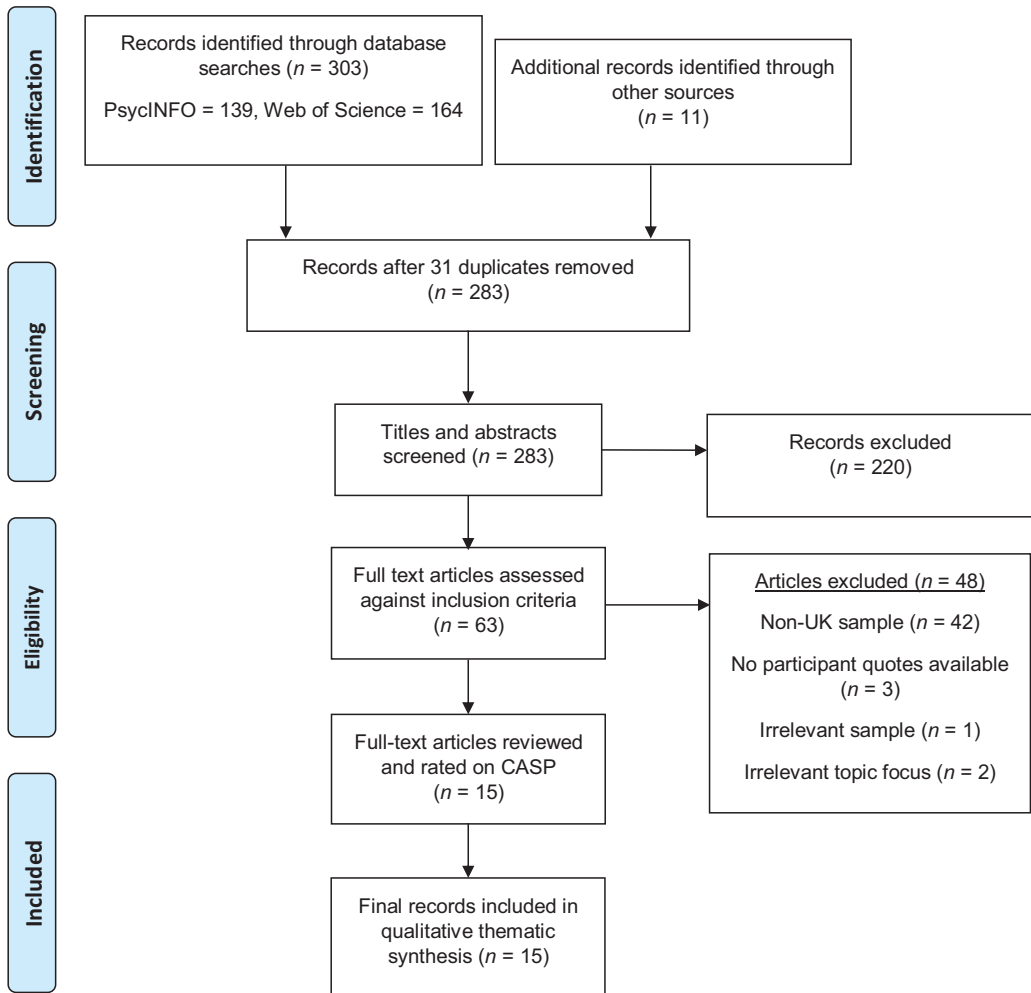 Identification
Records identified through database
searches (n = 303)
PsycINFO = 139, Web of Science = 164
Additional records identified through
other sources
(n = 11)
Screening
Records after 31 duplicates removed
(n = 283)
Titles and abstracts
screened (n = 283)
Records excluded
(n = 220)
Eligibility
Full text articles assessed
against inclusion criteria
(n = 63)
Articles excluded (n = 48)
Non-UK sample (n = 42)
No participant quotes available
(n = 3)
Irrelevant sample (n = 1)
Irrelevant topic focus (n = 2)
Full-text articles reviewed
and rated on CASP
(n = 15)
Included
Final records included in
qualitative thematic
synthesis (n = 15)